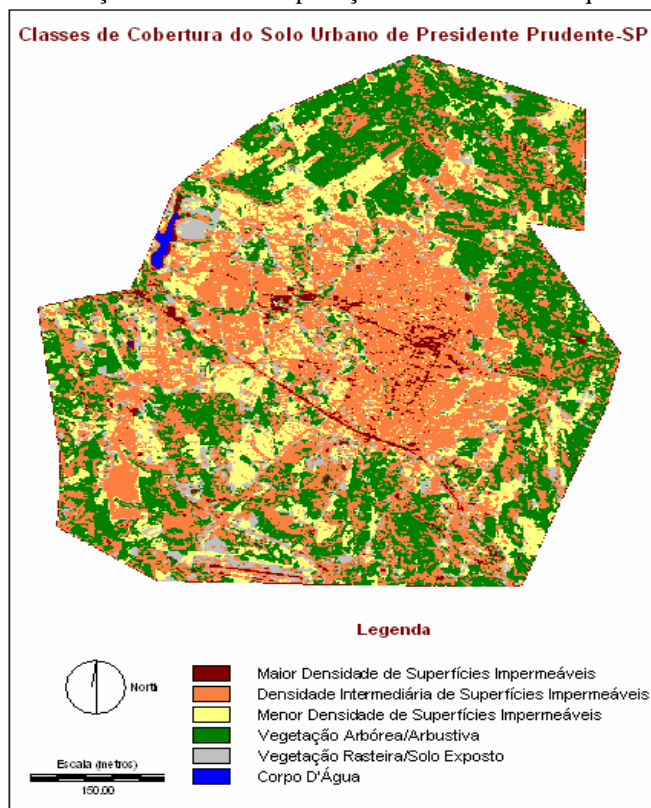 Classes de Cobertura do Solo Urbano de Presidente Prudente-SP
Legenda
North
Maior Densidade de Superfícies Impermeáveis
Densidade Intermediária de Superfícies Impermeáveis
Menor Densidade de Superfícies Impermeáveis
Vegetação Arbórea/Arbustiva
Vegetação Rasteira/Solo Exposto
Corpo D'Água
Escala (metros)
150.00